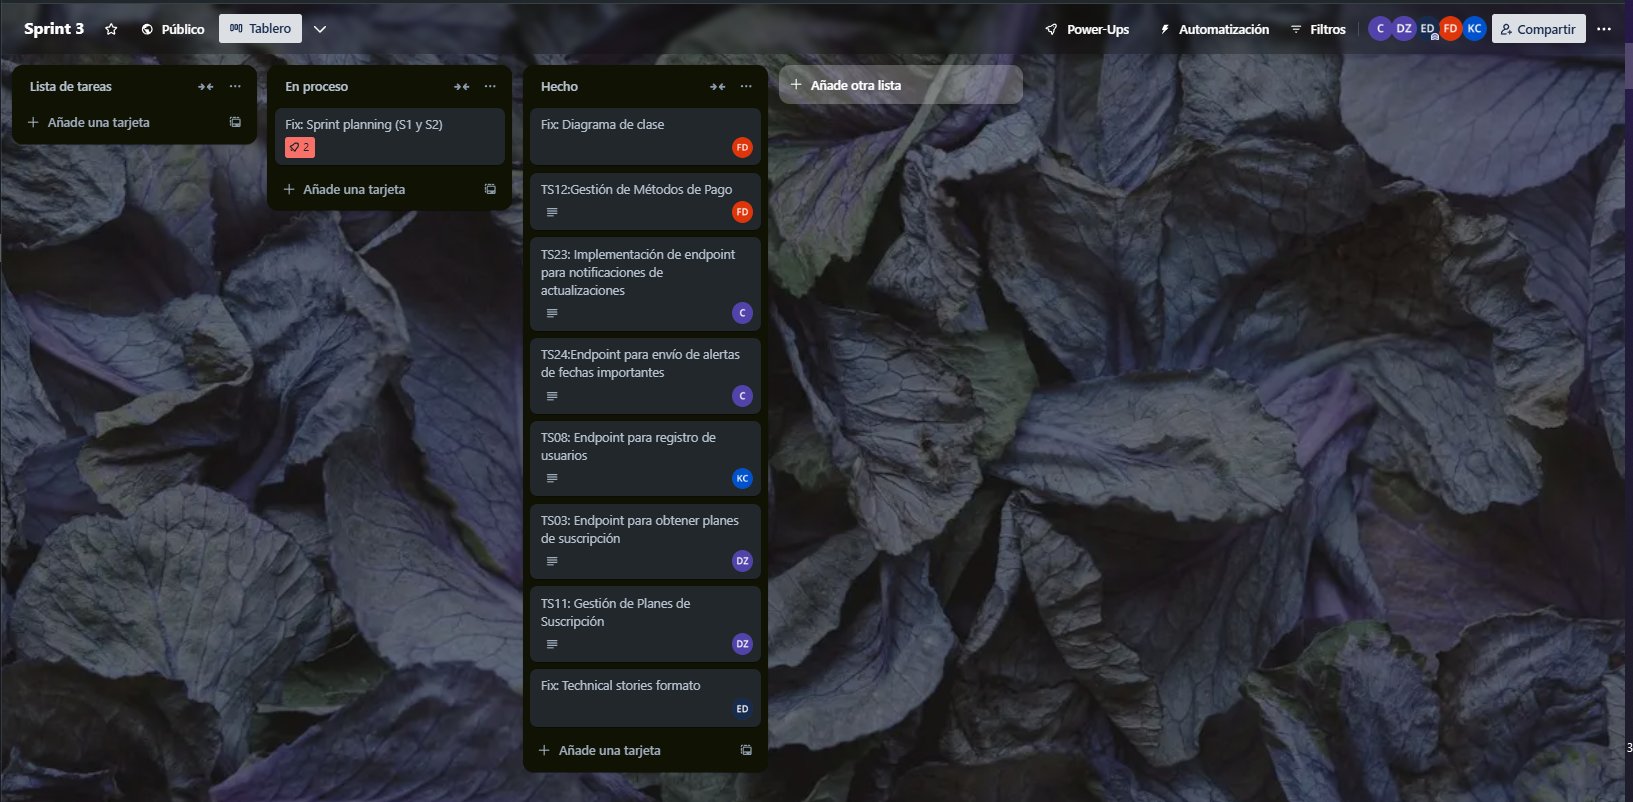 Sprint 3
Público
Tablero
Power-Ups
Automatización
Filtros
C
DZ
ED
FD
KC
Compartir
Lista de tareas
Añade una tarjeta
En proceso
Fix: Sprint planning (S1 y S2)
2
Añade una tarjeta
Hecho
Fix: Diagrama de clase
FD
TS12:Gestión de Métodos de Pago
FD
TS23: Implementación de endpoint
para notificaciones de
actualizaciones
C
TS24:Endpoint para envío de alertas
de fechas importantes
C
TS08: Endpoint para registro de
usuarios
KC
TS03: Endpoint para obtener planes
de suscripción
DZ
TS11: Gestión de Planes de
Suscripción
DZ
Fix: Technical stories formato
ED
Añade una tarjeta
Añade otra lista
3